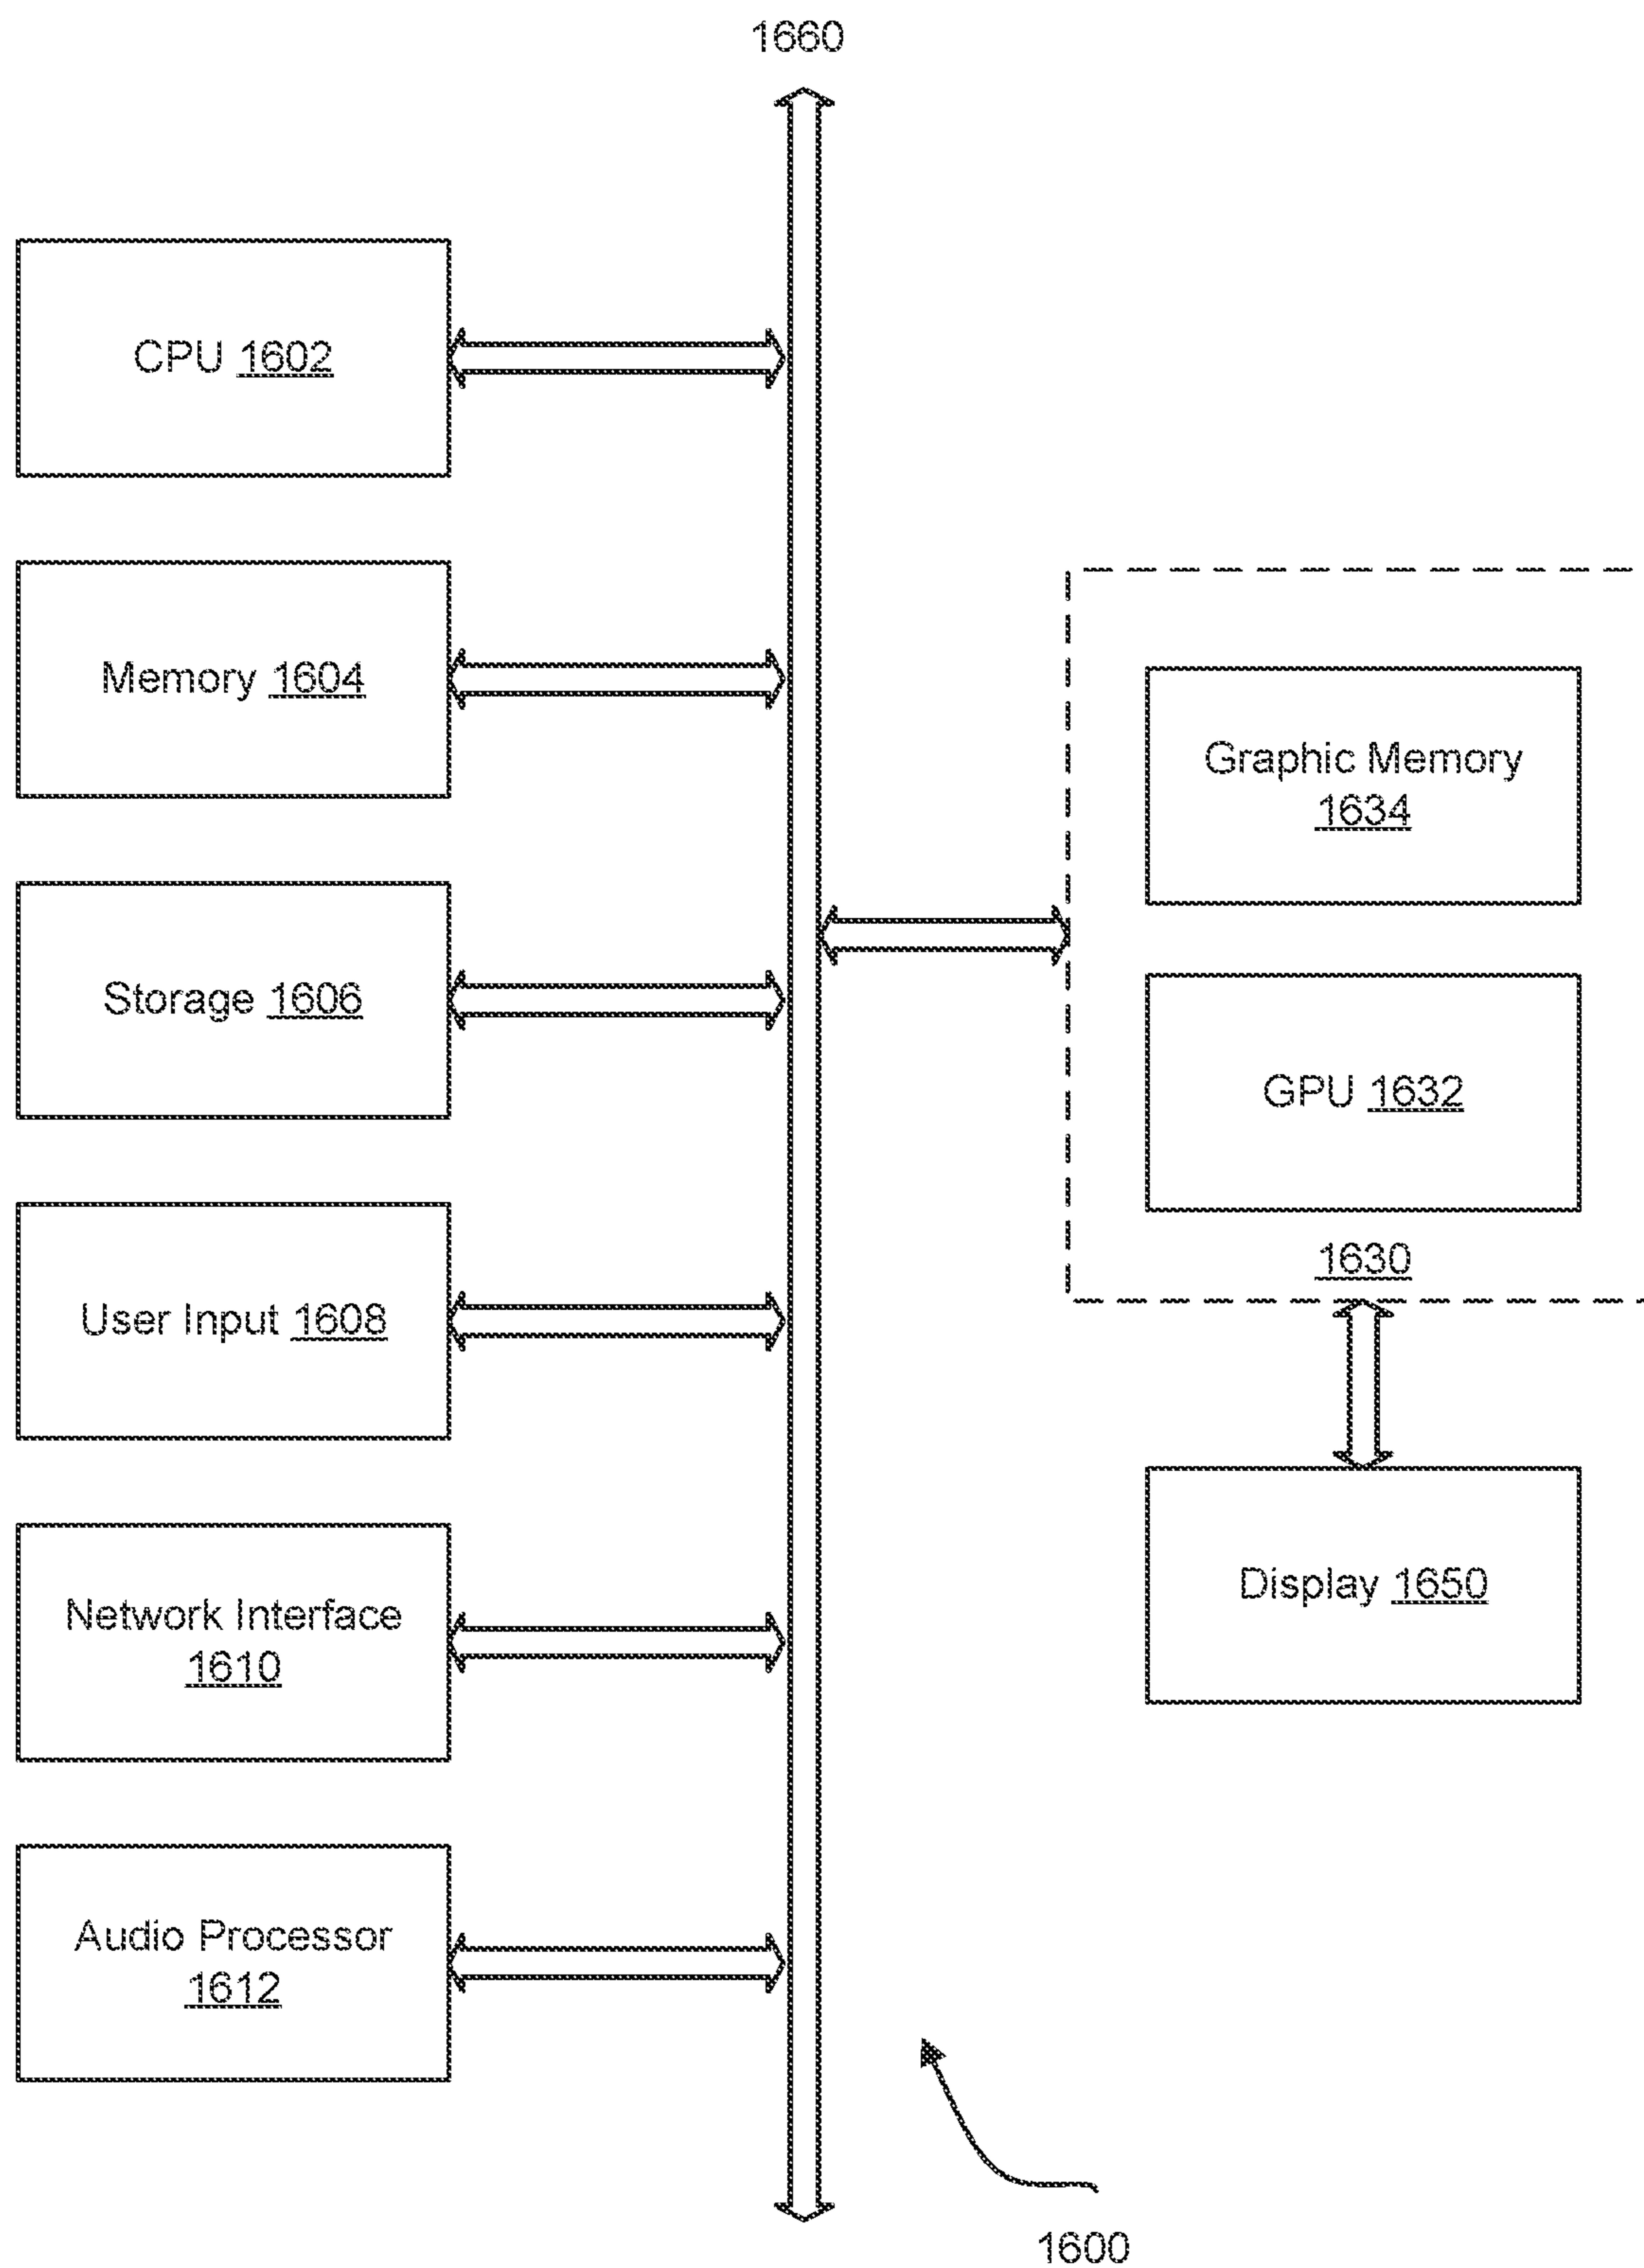 1660
CPU 1602
Memory 1604
Storage 1606
User Input 1608
Network Interface
1610
Audio Processor
1612
Graphic Memory
1634
GPU 1632
1630
Display 1650
1600